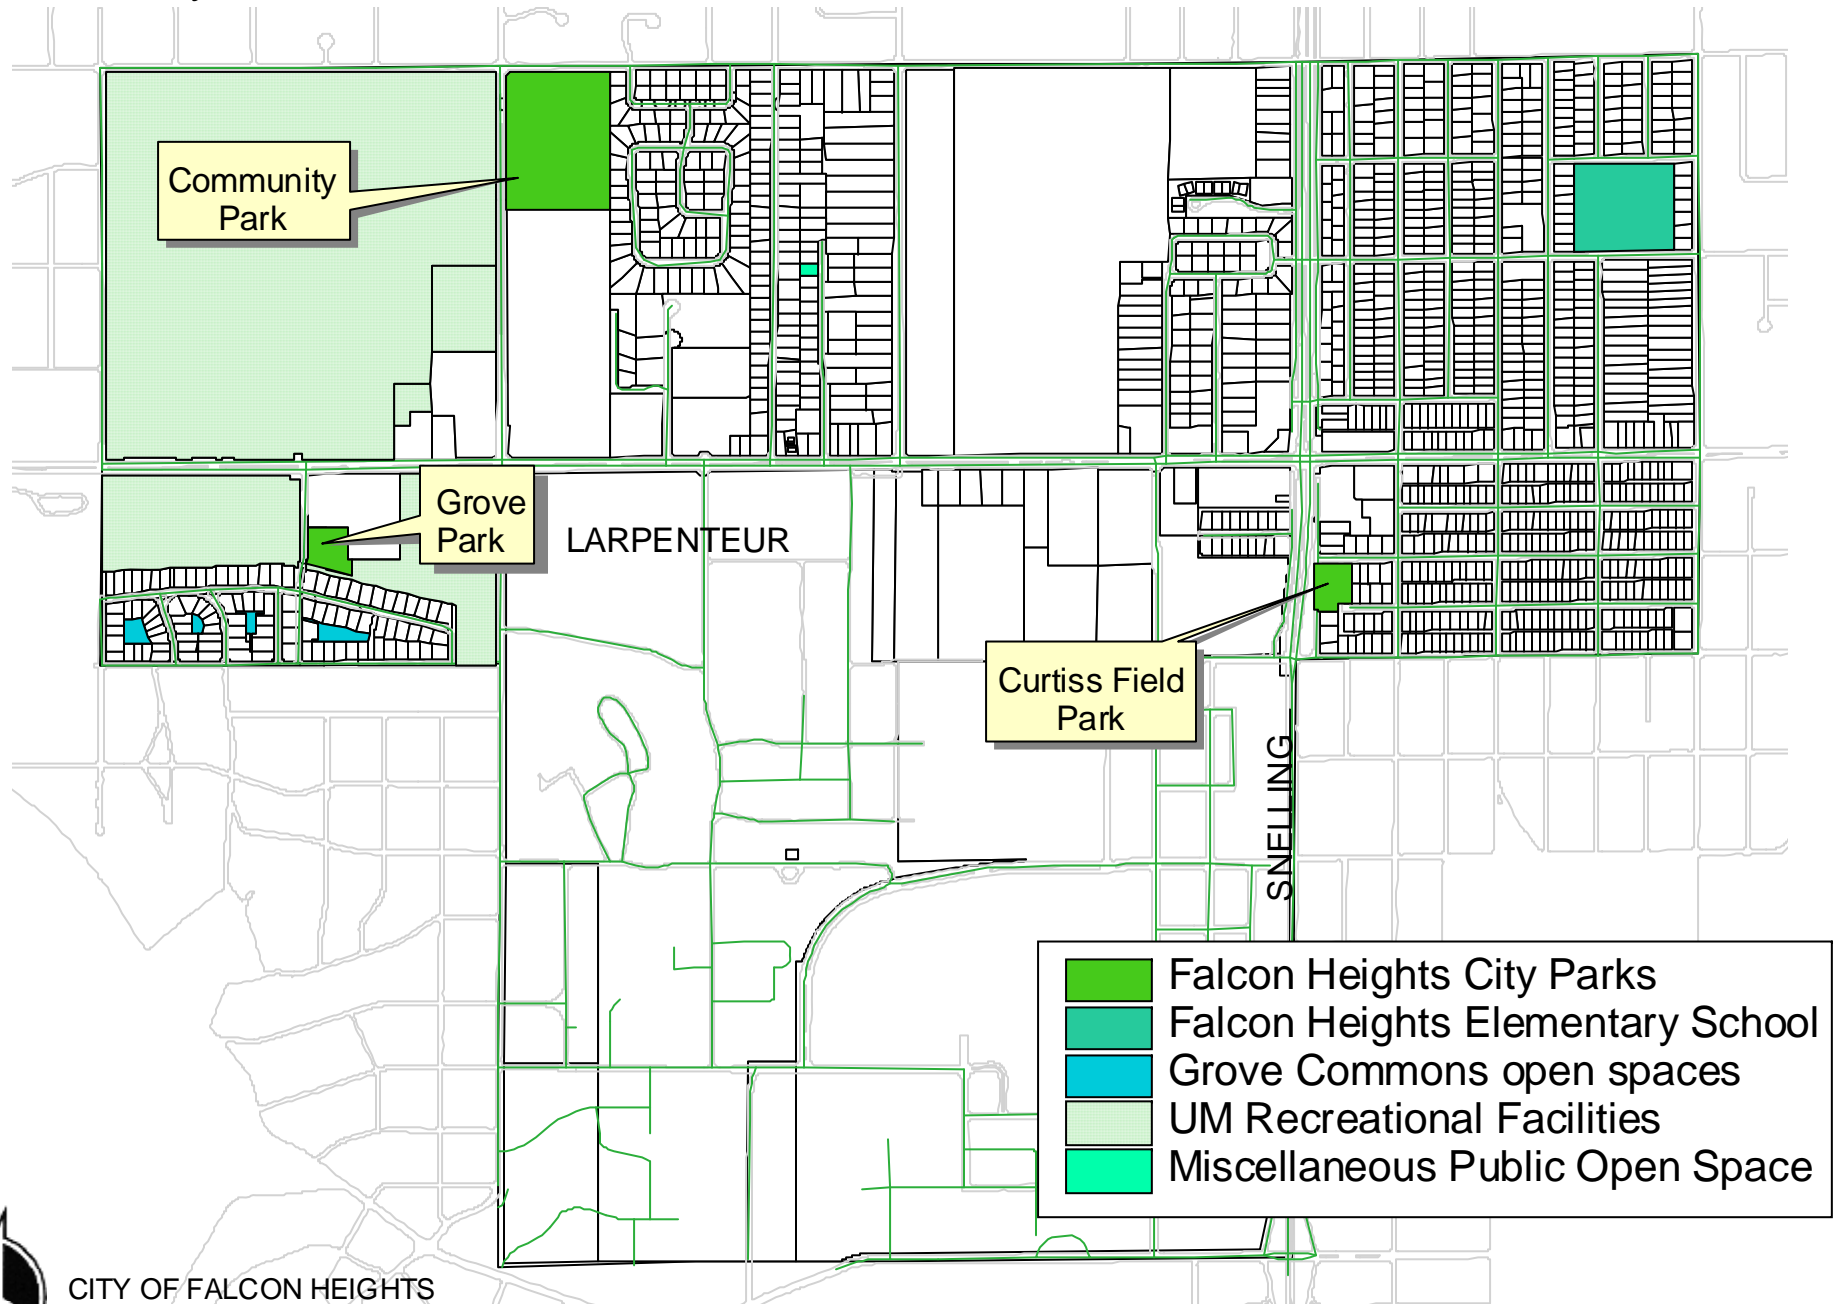 Community
Park
Grove
Park
LARPENTEUR
Curtiss Field
Park
SNELLING
Falcon Heights City Parks
Falcon Heights Elementary School
Grove Commons open spaces
UM Recreational Facilities
Miscellaneous Public Open Space
CITY OF FALCON HEIGHTS